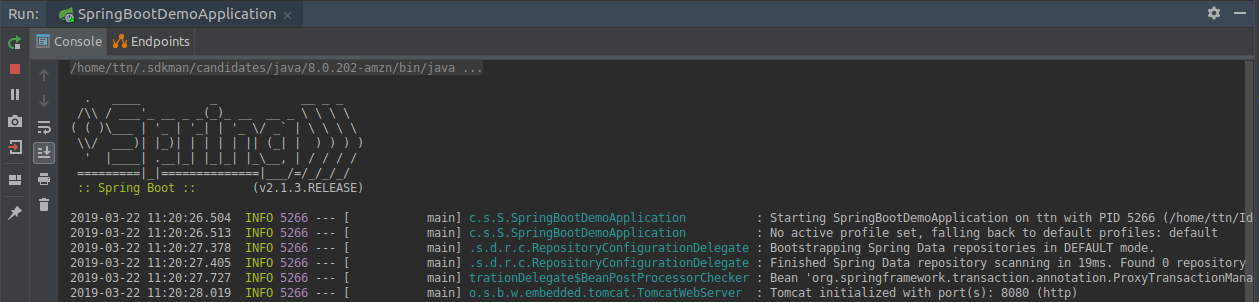 Run: SpringBootDemoApplication ×
Console Endpoints
/home/ttn/.sdkman/candidates/java/8.0.202-amzn/bin/java ...
  .   ____          _            __ _ _
 /\\ / ___'_ __ _ _(_)_ __  __ _ \ \ \ \
( ( )\___ | '_ | '_| | '_ \/ _` | \ \ \ \
 \\/  ___)| |_)| | | | | || (_| |  ) ) ) )
  '  |____| .__|_| |_|_| |_\__, | / / / /
 =========|_|==============|___/=/_/_/_/
 :: Spring Boot ::        (v2.1.3.RELEASE)
2019-03-22 11:20:26.504  INFO 5266 --- [           main] c.s.S.SpringBootDemoApplication          : Starting SpringBootDemoApplication on ttn with PID 5266 (/home/ttn/Id
2019-03-22 11:20:26.513  INFO 5266 --- [           main] c.s.S.SpringBootDemoApplication          : No active profile set, falling back to default profiles: default
2019-03-22 11:20:27.378  INFO 5266 --- [           main] .s.d.r.c.RepositoryConfigurationDelegate : Bootstrapping Spring Data repositories in DEFAULT mode.
2019-03-22 11:20:27.405  INFO 5266 --- [           main] .s.d.r.c.RepositoryConfigurationDelegate : Finished Spring Data repository scanning in 19ms. Found 0 repository
2019-03-22 11:20:27.727  INFO 5266 --- [           main] trationDelegate$BeanPostProcessorChecker : Bean 'org.springframework.transaction.annotation.ProxyTransactionMana
2019-03-22 11:20:28.019  INFO 5266 --- [           main] o.s.b.w.embedded.tomcat.TomcatWebServer  : Tomcat initialized with port(s): 8080 (http)